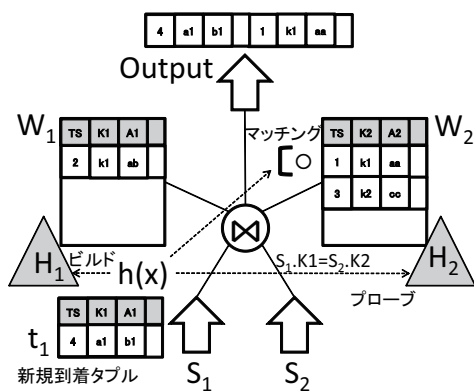 4 a1 b1 1 k1 aa
Output
W1
TS K1 A1
2 k1 ab
マッチング
W2
TS K2 A2
1 k1 aa
3 k2 cc
H1
ビルド
h(x)
S1.K1=S2.K2
プローブ
H2
t1
TS K1 A1
4 a1 b1
新規到着タプル
S1
S2